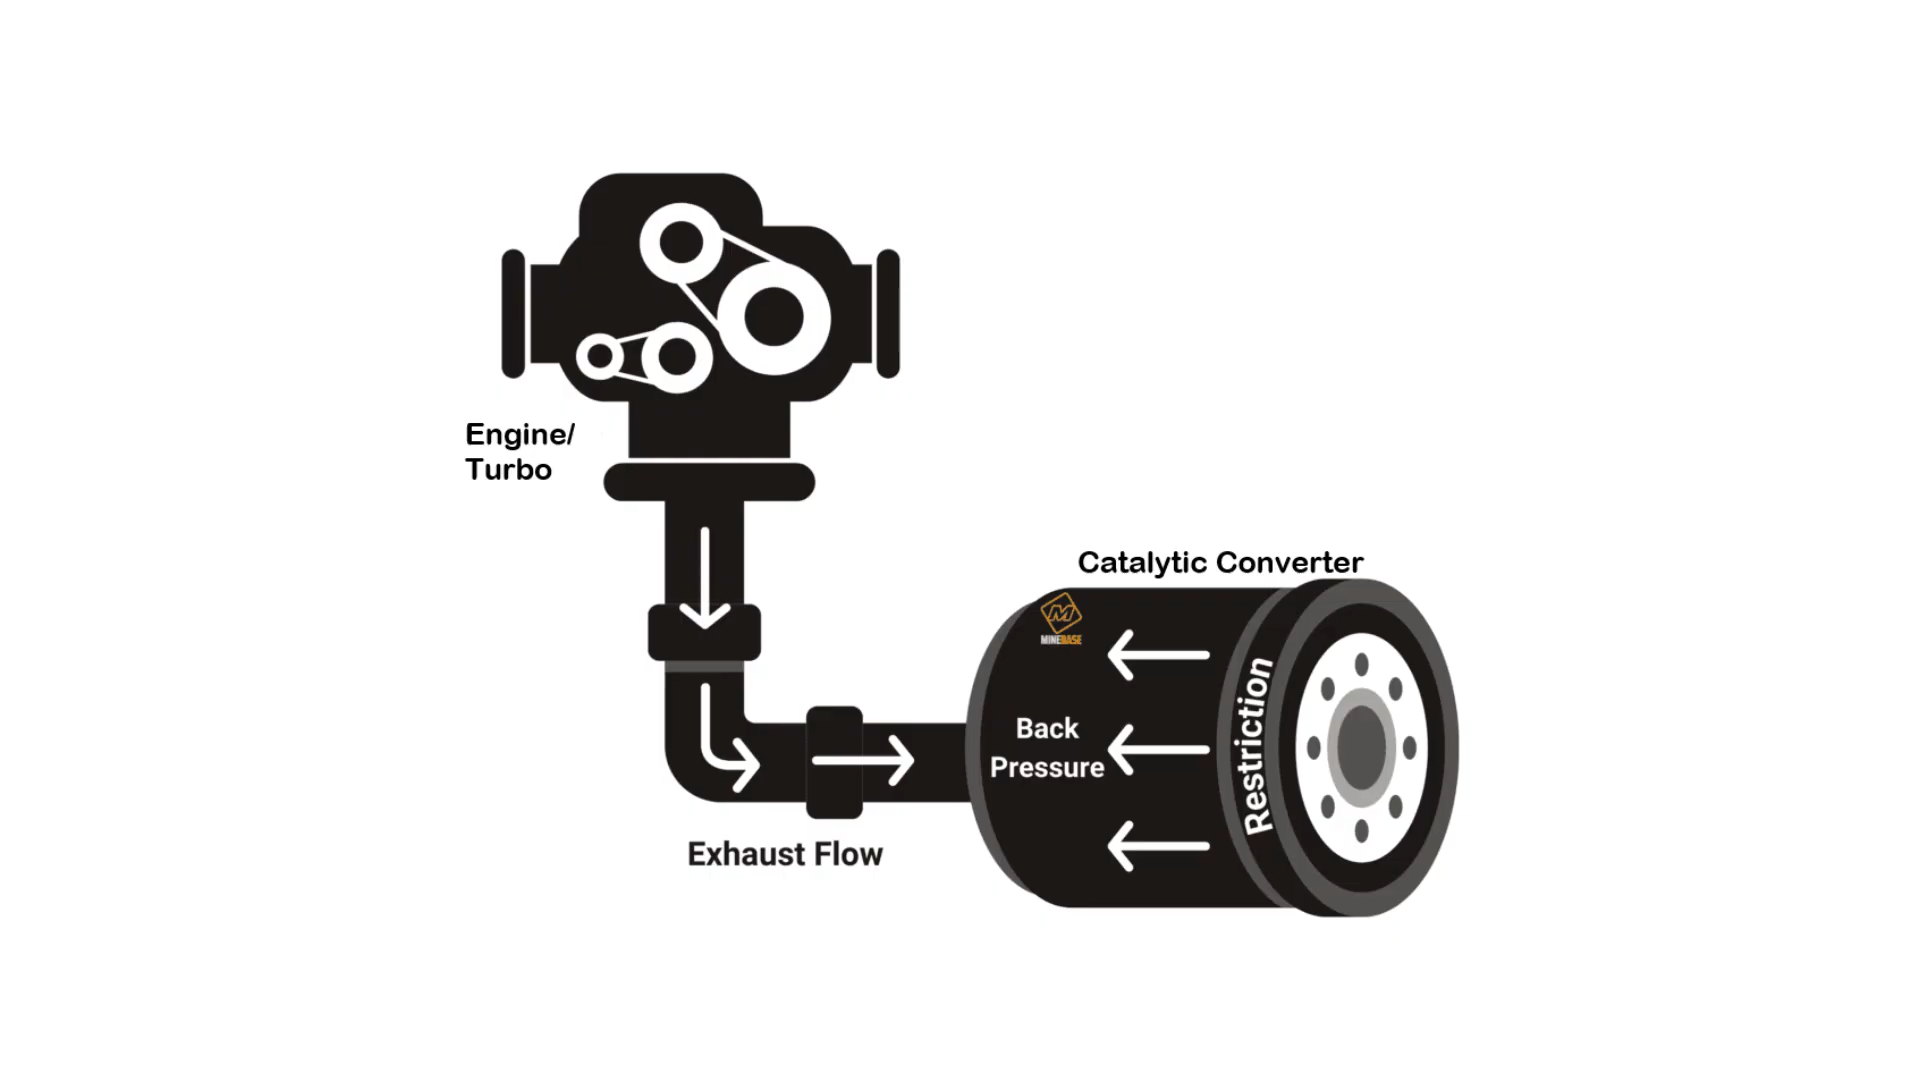 Engine/
Turbo
Catalytic Converter
MINEBASE
Back
Pressure
Restriction
Exhaust Flow